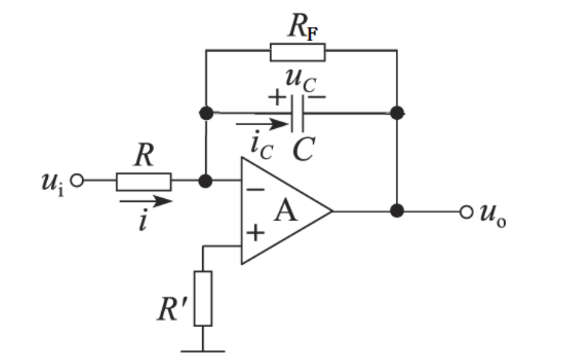 R_F
+ u_C −
i_C C
R
u_i
i
− A
+
u_o
R'